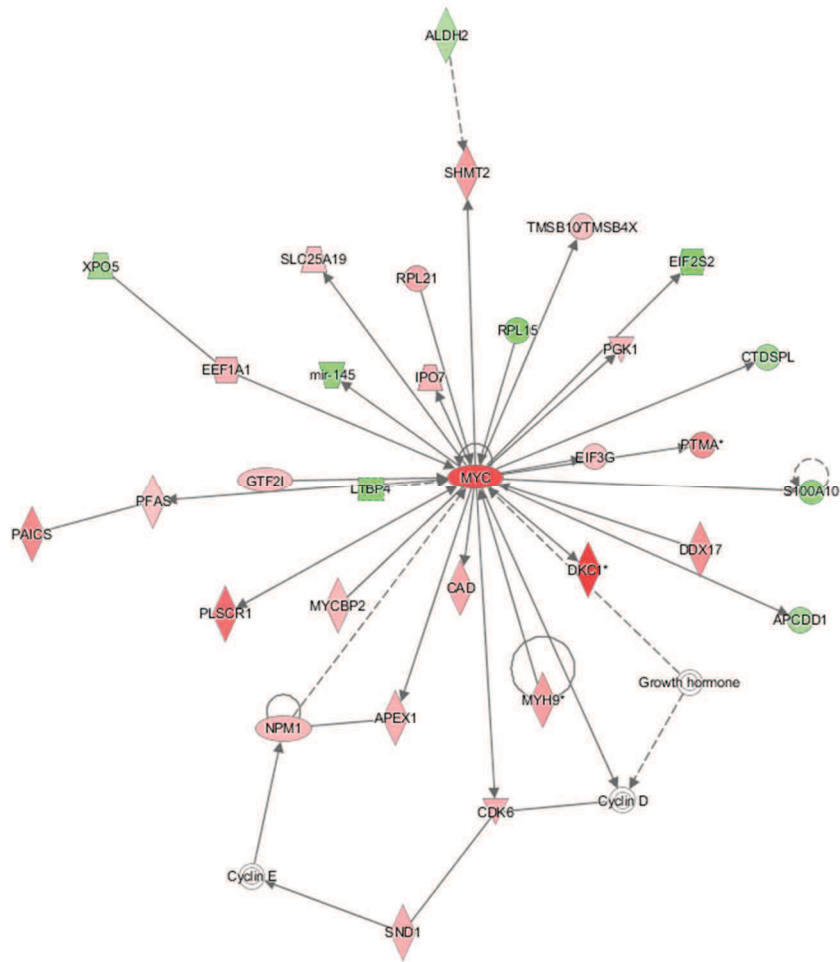 ALDH2
SHMT2
TMSB10/TMSB4X
SLC25A19
EIF2S2
XPO5
RPL21
RPL15
PGK1
CTDSPL
EEF1A1
mir-145
IPO7
PTMA*
EIF3G
MYC
GTF2I
LTBP4
S100A10
PFAS
PAICS
DDX17
DKC1*
CAD
PLSCR1
MYCBP2
APCDD1
Growth hormone
MYH9*
APEX1
NPM1
Cyclin D
CDK6
Cyclin E
SND1